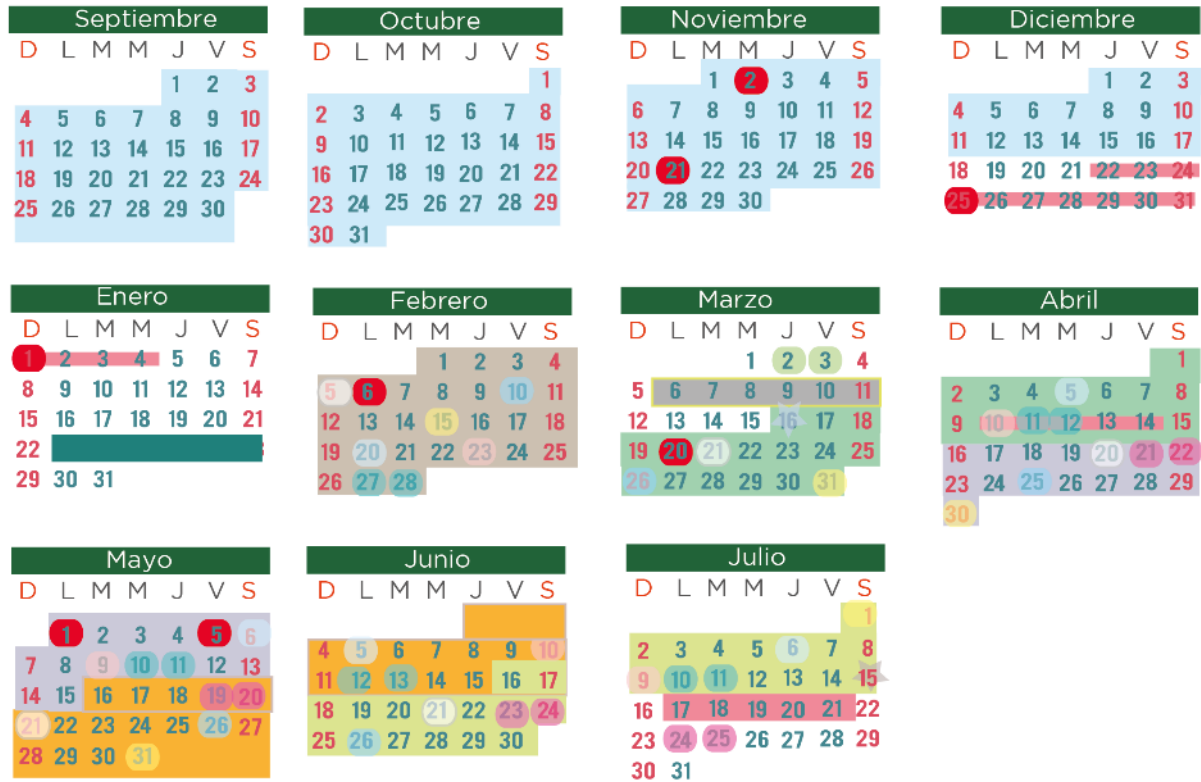 Septiembre
D L M M J V S
1 2 3
4 5 6 7 8 9 10
11 12 13 14 15 16 17
18 19 20 21 22 23 24
25 26 27 28 29 30
Octubre
D L M M J V S
1
2 3 4 5 6 7 8
9 10 11 12 13 14 15
16 17 18 19 20 21 22
23 24 25 26 27 28 29
30 31
Noviembre
D L M M J V S
1 2 3 4 5
6 7 8 9 10 11 12
13 14 15 16 17 18 19
20 21 22 23 24 25 26
27 28 29 30
Diciembre
D L M M J V S
1 2 3
4 5 6 7 8 9 10
11 12 13 14 15 16 17
18 19 20 21 22 23 24
25 26 27 28 29 30 31
Enero
D L M M J V S
1 2 3 4 5 6 7
8 9 10 11 12 13 14
15 16 17 18 19 20 21
22
29 30 31
Febrero
D L M M J V S
1 2 3 4
5 6 7 8 9 10 11
12 13 14 15 16 17 18
19 20 21 22 23 24 25
26 27 28
Marzo
D L M M J V S
1 2 3 4
5 6 7 8 9 10 11
12 13 14 15 16 17 18
19 20 21 22 23 24 25
26 27 28 29 30 31
Abril
D L M M J V S
1
2 3 4 5 6 7 8
9 10 11 12 13 14 15
16 17 18 19 20 21 22
23 24 25 26 27 28 29
30
Mayo
D L M M J V S
1 2 3 4 5 6
7 8 9 10 11 12 13
14 15 16 17 18 19 20
21 22 23 24 25 26 27
28 29 30 31
Junio
D L M M J V S
4 5 6 7 8 9 10
11 12 13 14 15 16 17
18 19 20 21 22 23 24
25 26 27 28 29 30
Julio
D L M M J V S
1
2 3 4 5 6 7 8
9 10 11 12 13 14 15
16 17 18 19 20 21 22
23 24 25 26 27 28 29
30 31